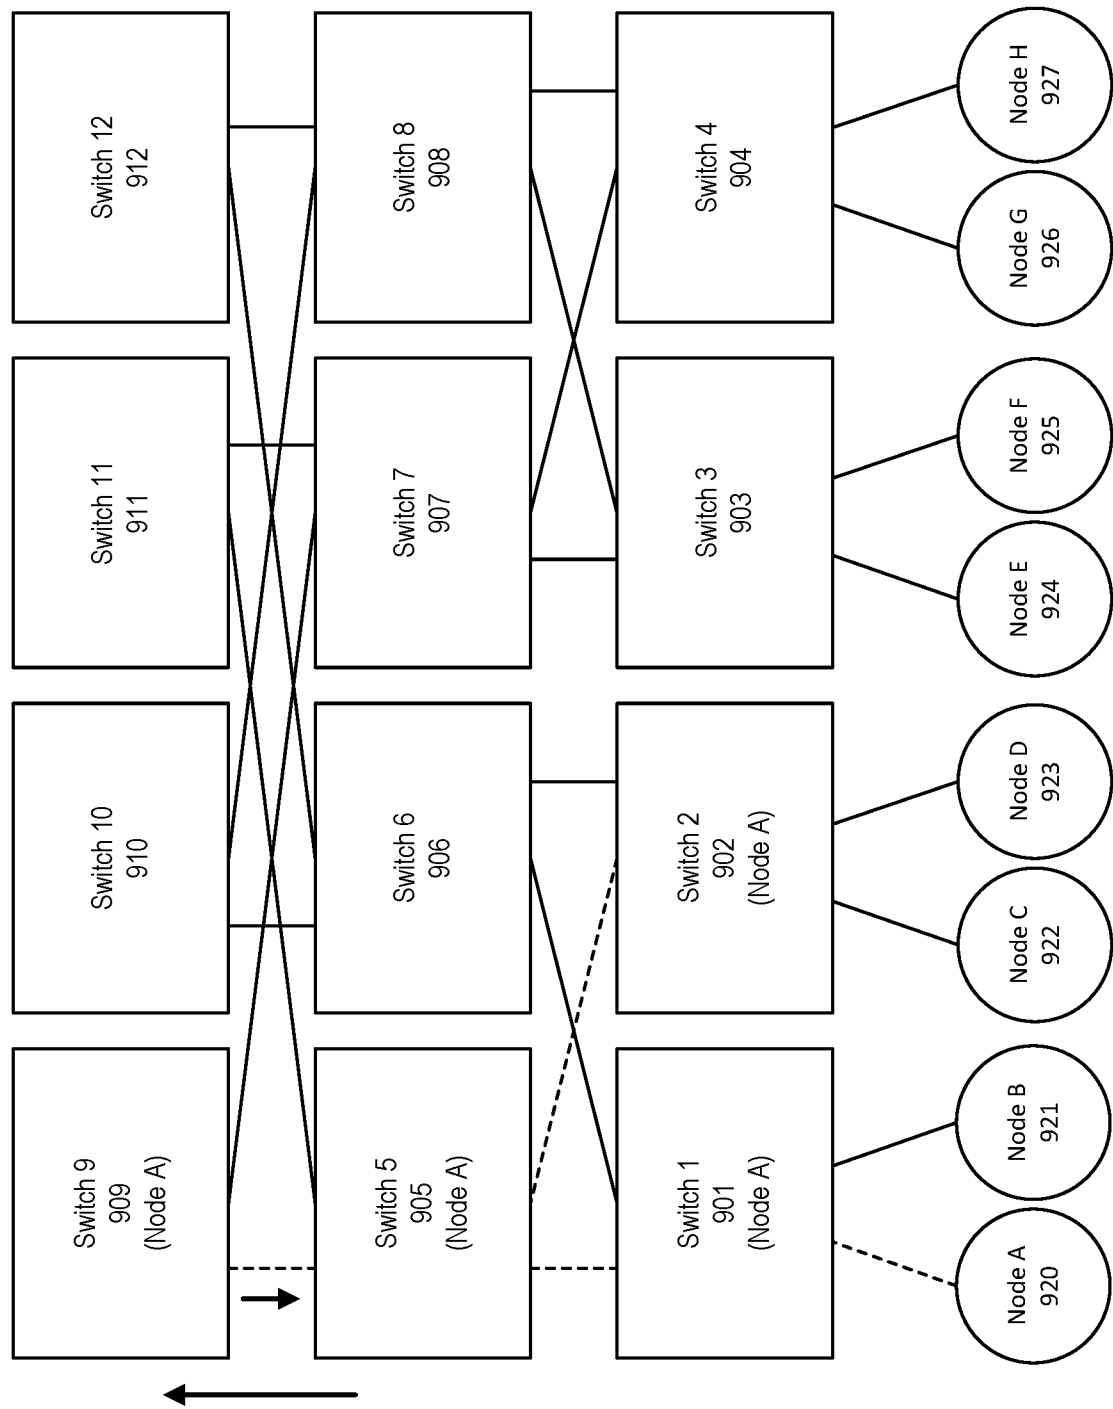 Switch 9
909
(Node A)
Switch 10
910
Switch 11
911
Switch 12
912
Switch 5
905
(Node A)
Switch 6
906
Switch 7
907
Switch 8
908
Switch 1
901
(Node A)
Switch 2
902
(Node A)
Switch 3
903
Switch 4
904
Node A
920
Node B
921
Node C
922
Node D
923
Node E
924
Node F
925
Node G
926
Node H
927